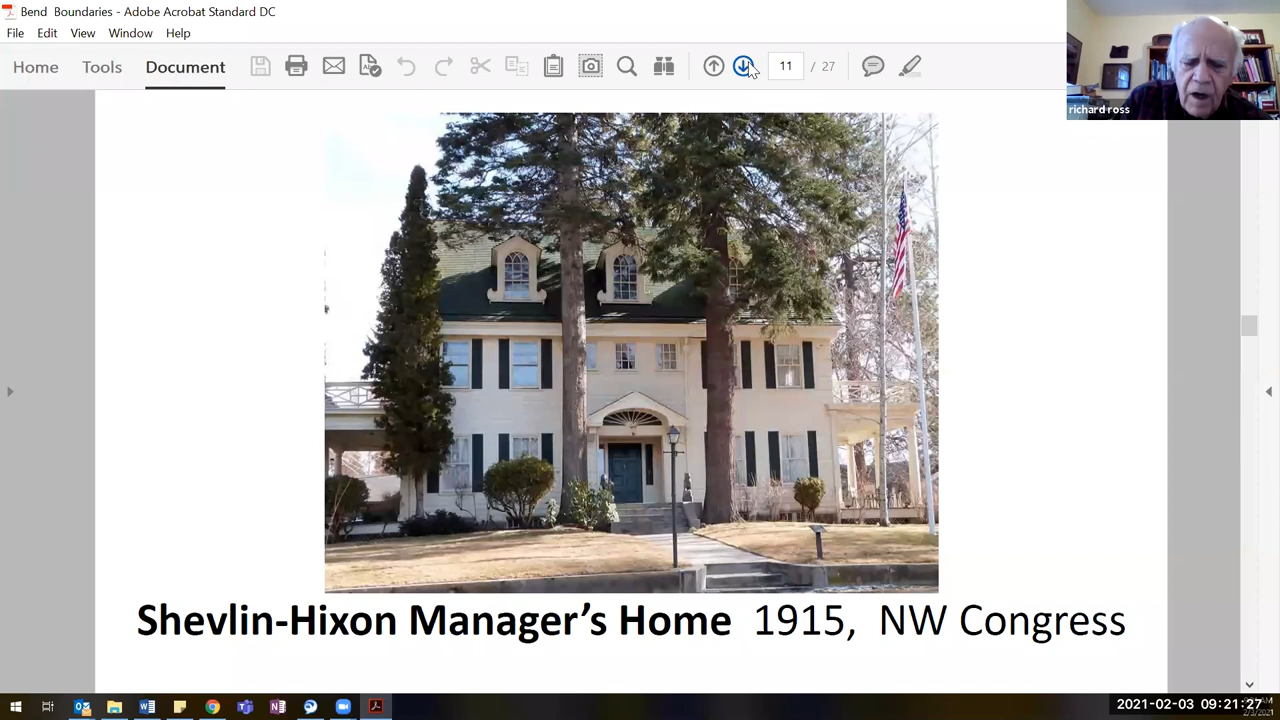 Bend Boundaries - Adobe Acrobat Standard DC
File Edit View Window Help
Home Tools Document 11 / 27
richard ross
Shevlin-Hixon Manager's Home 1915, NW Congress
2021-02-03 09:21:27